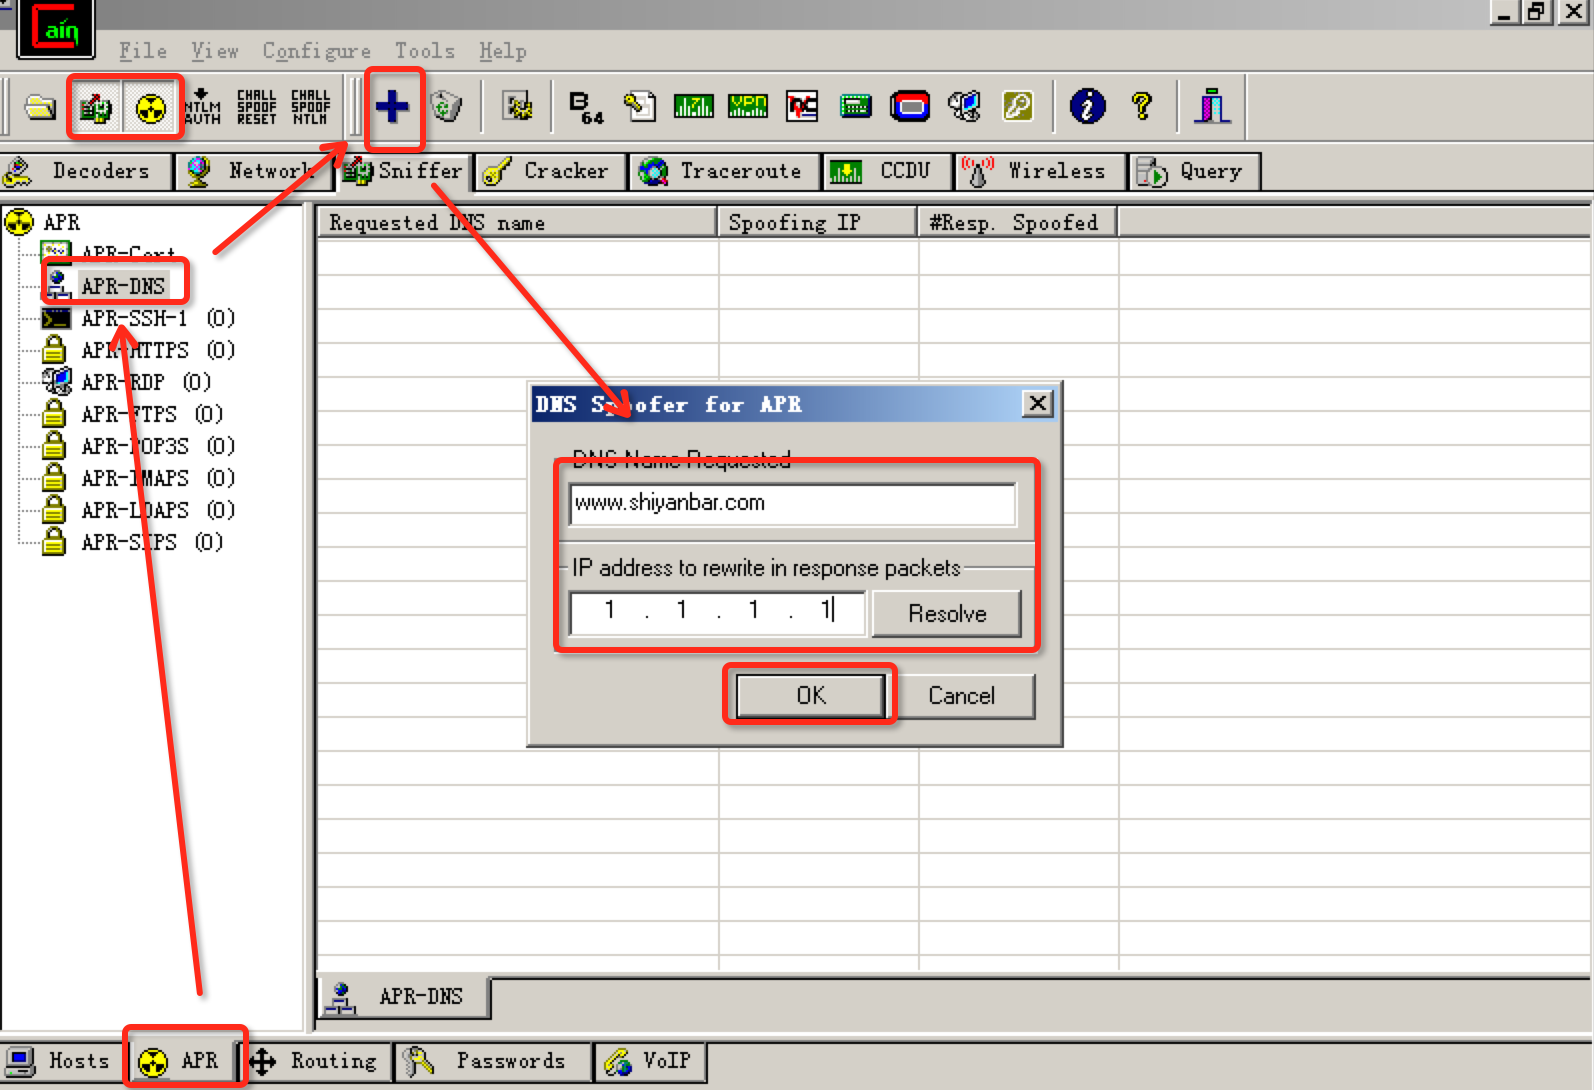 Cain
File View Configure Tools Help
NTLM AUTH
CHALL SPOOF RESET
CHALL SPOOF NTLM
B 64
VPN
Decoders Network Sniffer Cracker Traceroute CCDU Wireless Query
APR
APR-Cert
APR-DNS
APR-SSH-1 (0)
APR-HTTPS (0)
APR-RDP (0)
APR-FTPS (0)
APR-POP3S (0)
APR-IMAPS (0)
APR-LDAPS (0)
APR-SIPS (0)
Requested DNS name Spoofing IP #Resp. Spoofed
DNS Spoofer for APR
DNS Name Requested
www.shiyanbar.com
IP address to rewrite in response packets
1 . 1 . 1 . 1
Resolve
OK Cancel
APR-DNS
Hosts APR Routing Passwords VoIP